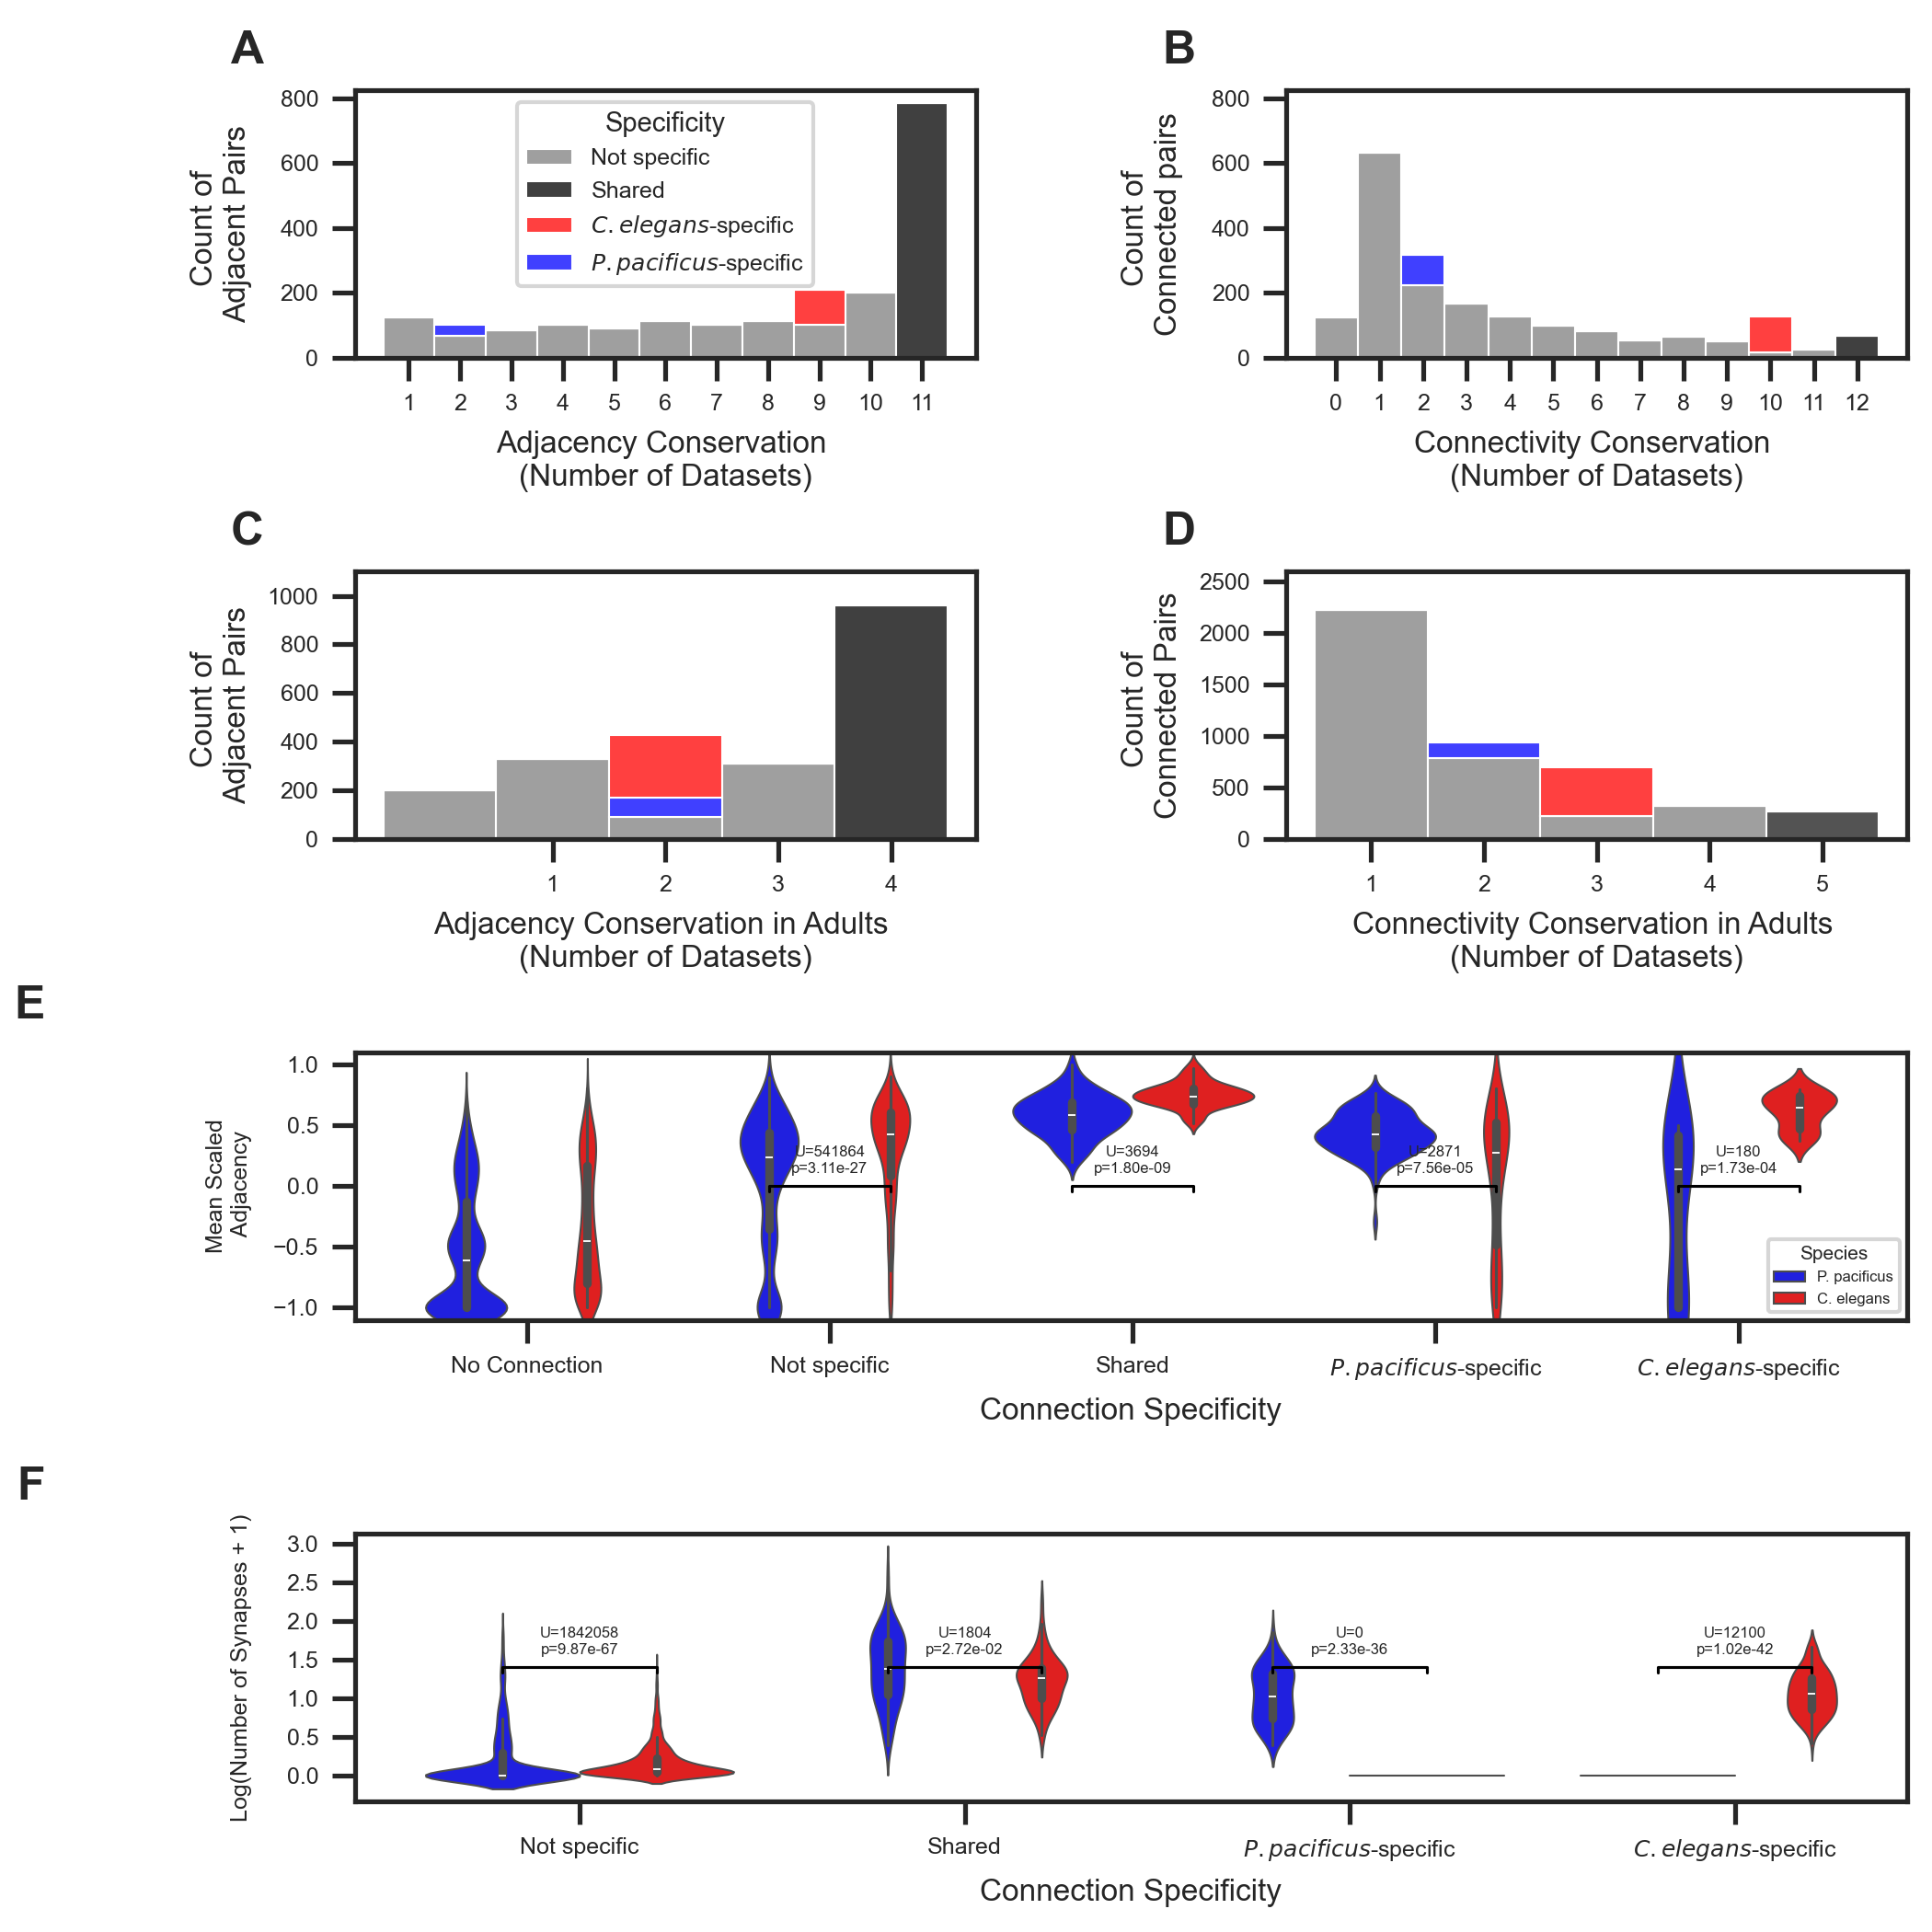 A
Count of
Adjacent Pairs
800
600
400
200
0
Specificity
Not specific
Shared
C. elegans-specific
P. pacificus-specific
1 2 3 4 5 6 7 8 9 10 11
Adjacency Conservation
(Number of Datasets)
B
Count of
Connected pairs
800
600
400
200
0
0 1 2 3 4 5 6 7 8 9 10 11 12
Connectivity Conservation
(Number of Datasets)
C
Count of
Adjacent Pairs
1000
800
600
400
200
0
1 2 3 4
Adjacency Conservation in Adults
(Number of Datasets)
D
Count of
Connected Pairs
2500
2000
1500
1000
500
0
1 2 3 4 5
Connectivity Conservation in Adults
(Number of Datasets)
E
Mean Scaled
Adjacency
1.0
0.5
0.0
−0.5
−1.0
U=541864
p=3.11e-27
U=3694
p=1.80e-09
U=2871
p=7.56e-05
U=180
p=1.73e-04
Species
P. pacificus
C. elegans
No Connection
Not specific
Shared
P. pacificus-specific
C. elegans-specific
Connection Specificity
F
Log(Number of Synapses + 1)
3.0
2.5
2.0
1.5
1.0
0.5
0.0
U=1842058
p=9.87e-67
U=1804
p=2.72e-02
U=0
p=2.33e-36
U=12100
p=1.02e-42
Not specific
Shared
P. pacificus-specific
C. elegans-specific
Connection Specificity